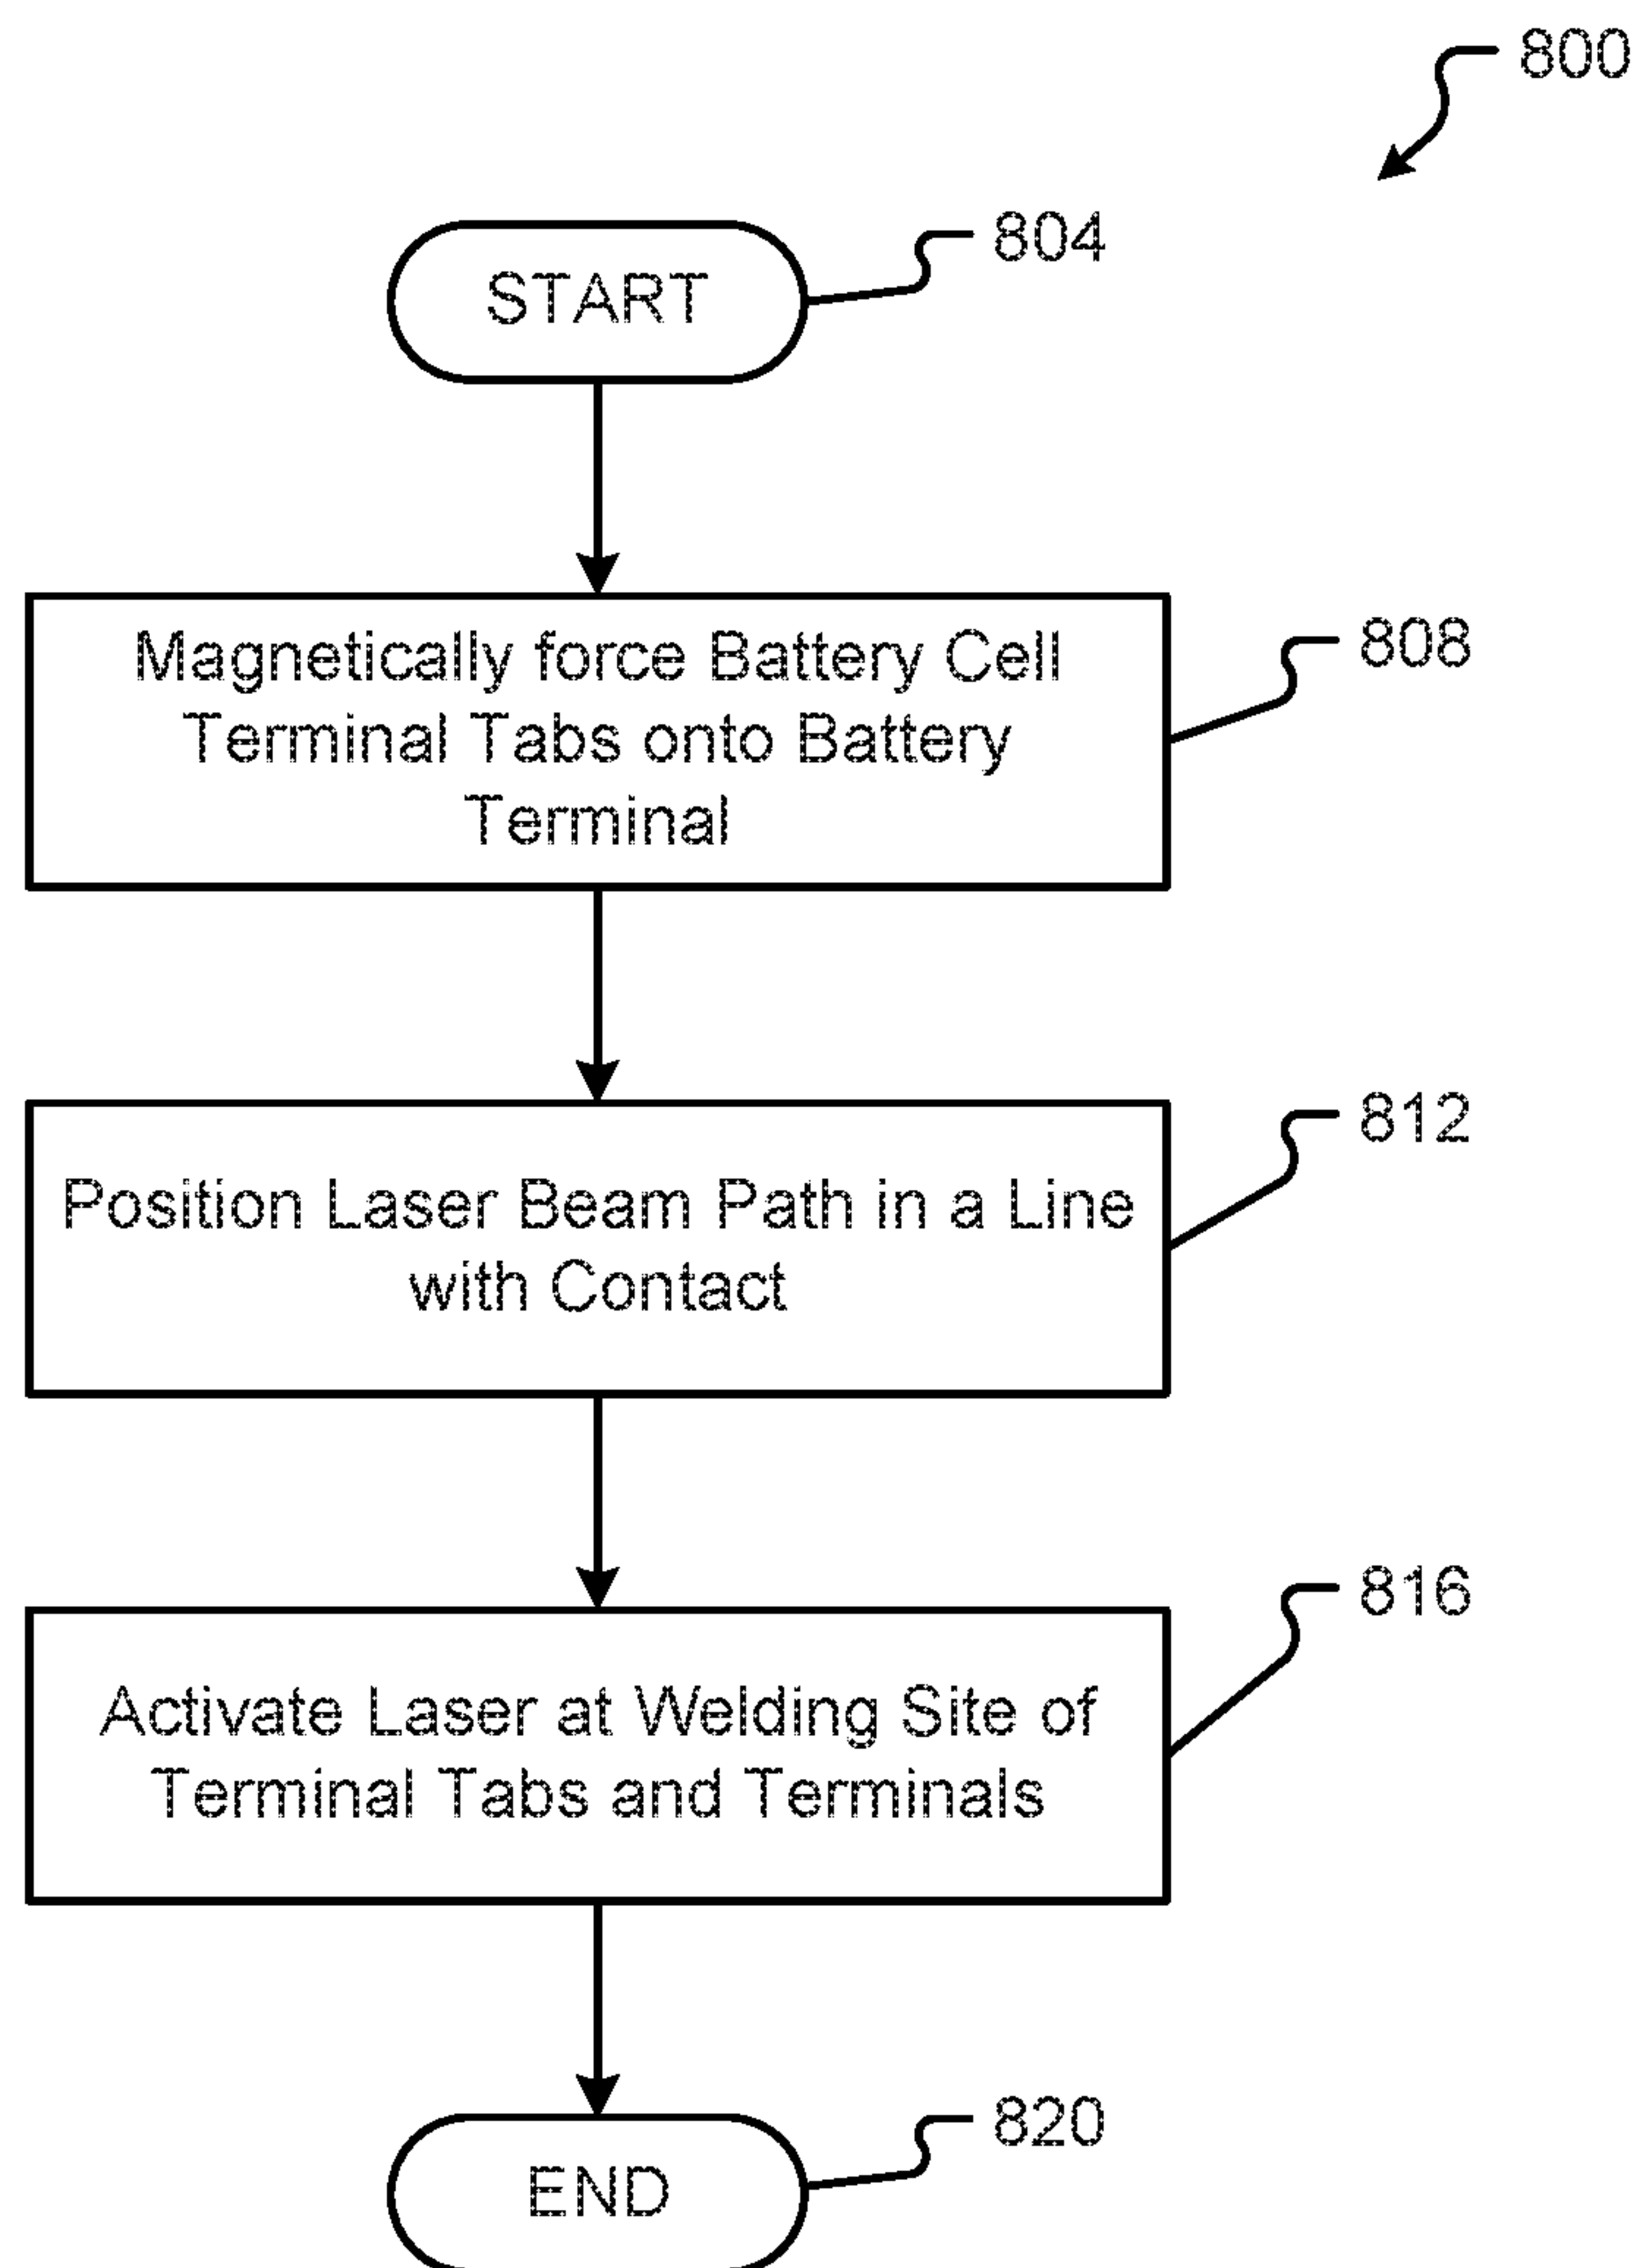 800
START
804
Magnetically force Battery Cell
Terminal Tabs onto Battery
Terminal
808
Position Laser Beam Path in a Line
with Contact
812
Activate Laser at Welding Site of
Terminal Tabs and Terminals
816
END
820